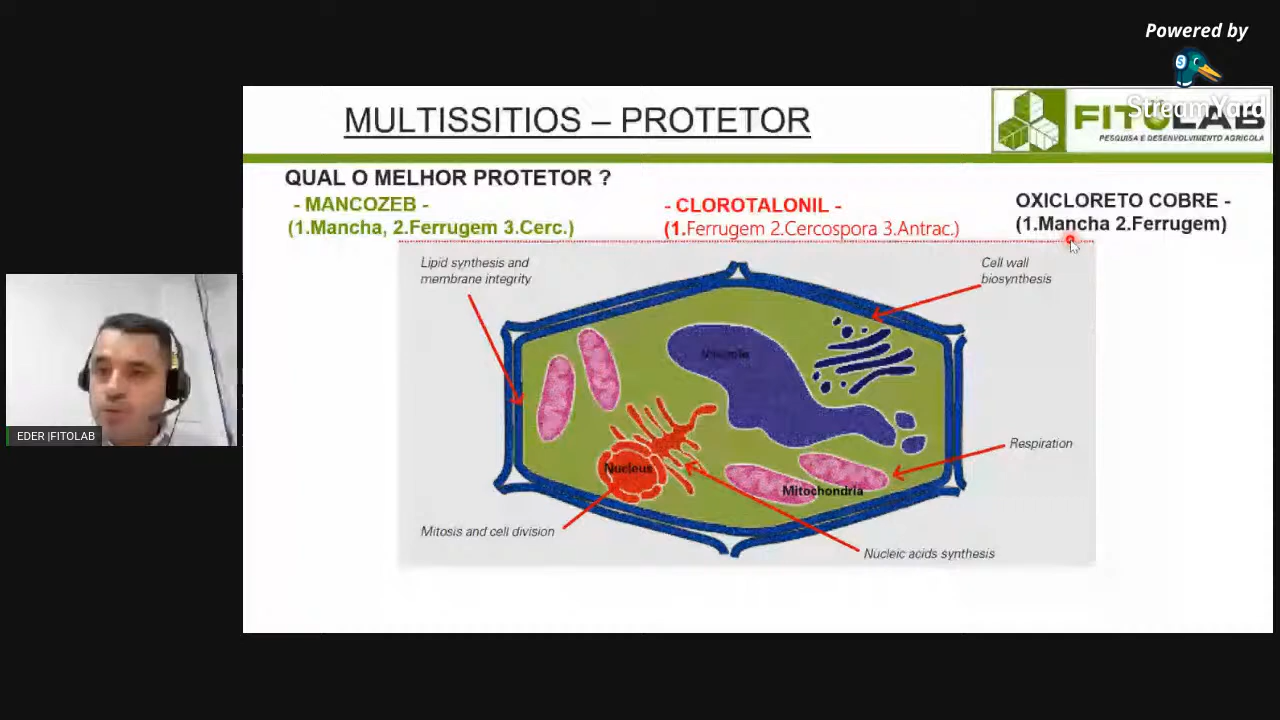 Powered by
StreamYard
MULTISSITIOS – PROTETOR
FITOLAB
PESQUISA E DESENVOLVIMENTO AGRICOLA
QUAL O MELHOR PROTETOR ?
- MANCOZEB -
(1.Mancha, 2.Ferrugem 3.Cerc.)
- CLOROTALONIL -
(1.Ferrugem 2.Cercospora 3.Antrac.)
OXICLORETO COBRE -
(1.Mancha 2.Ferrugem)
Lipid synthesis and
membrane integrity
Cell wall
biosynthesis
Respiration
Nucleus
Mitochondria
Mitosis and cell division
Nucleic acids synthesis
EDER |FITOLAB